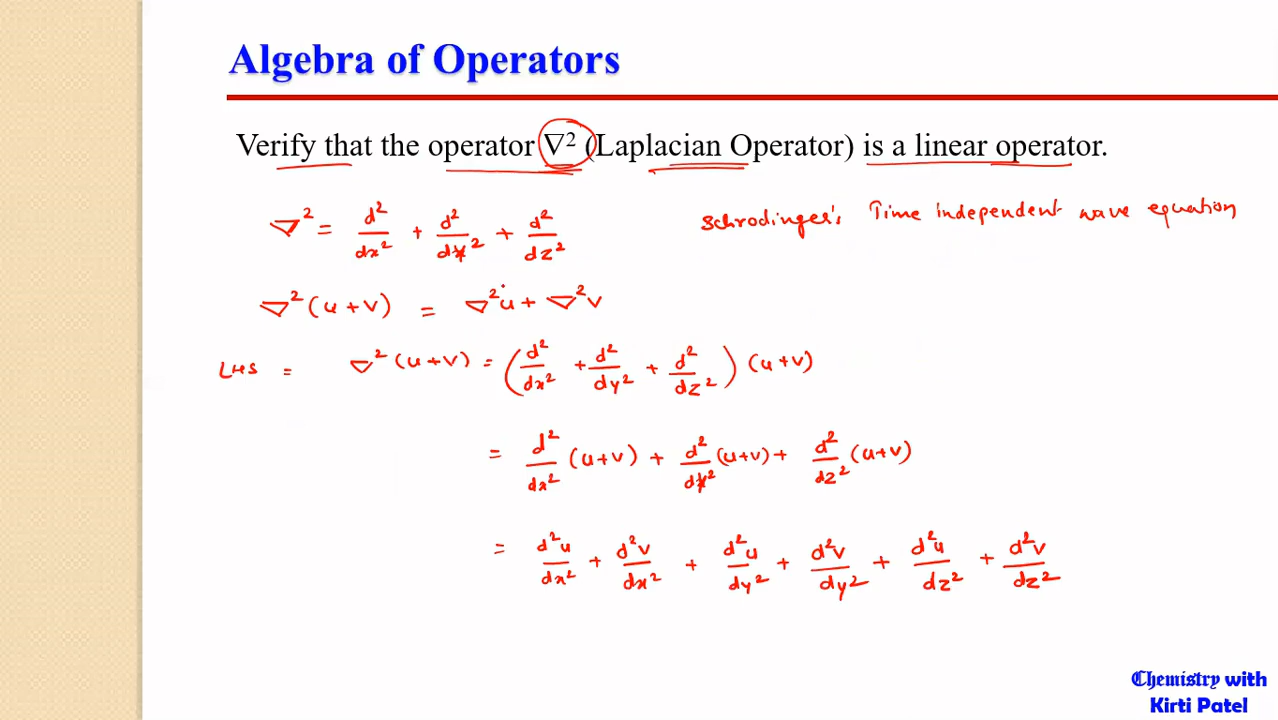 Algebra of Operators
Verify that the operator ∇² (Laplacian Operator) is a linear operator.
∇² = d²/dx² + d²/dy² + d²/dz²
Schrodinger's Time independent wave equation
∇²(u+v) = ∇²u + ∇²v
LHS = ∇²(u+v) = (d²/dx² + d²/dy² + d²/dz²)(u+v)
= d²/dx² (u+v) + d²/dy² (u+v) + d²/dz² (u+v)
= d²u/dx² + d²v/dx² + d²u/dy² + d²v/dy² + d²u/dz² + d²v/dz²
Chemistry with
Kirti Patel